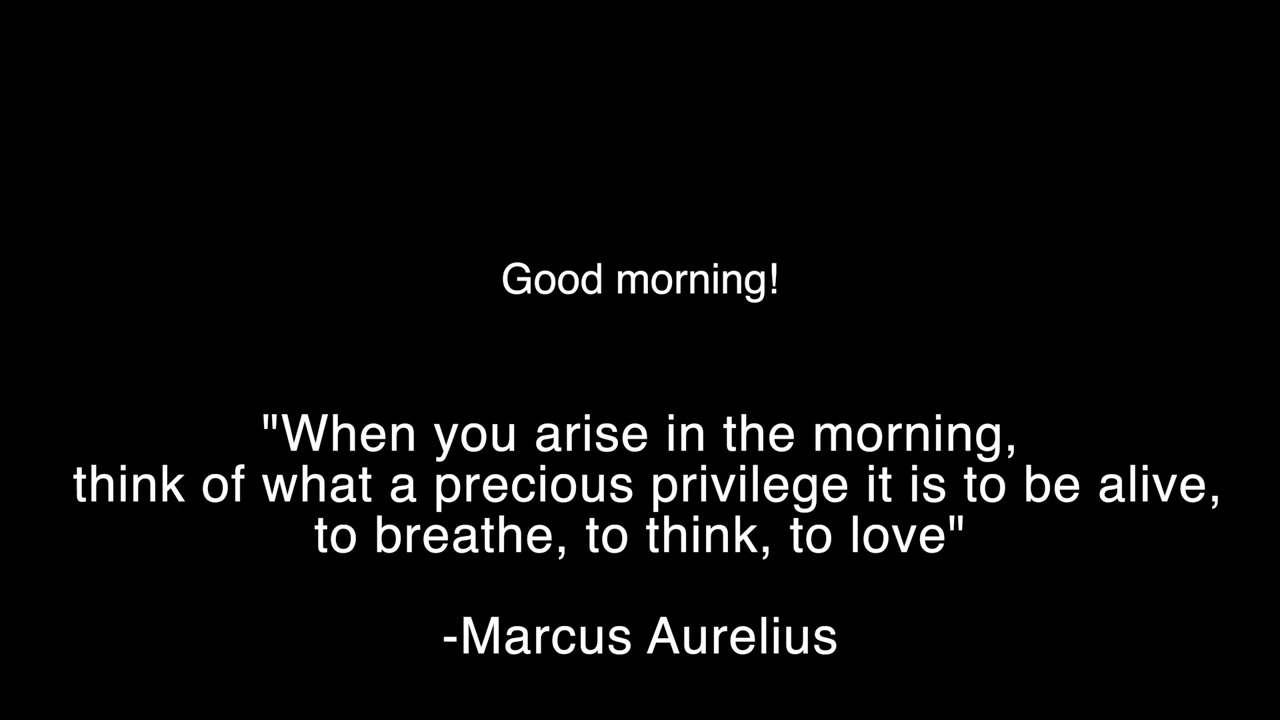 Good morning!
"When you arise in the morning,
think of what a precious privilege it is to be alive,
to breathe, to think, to love"
-Marcus Aurelius